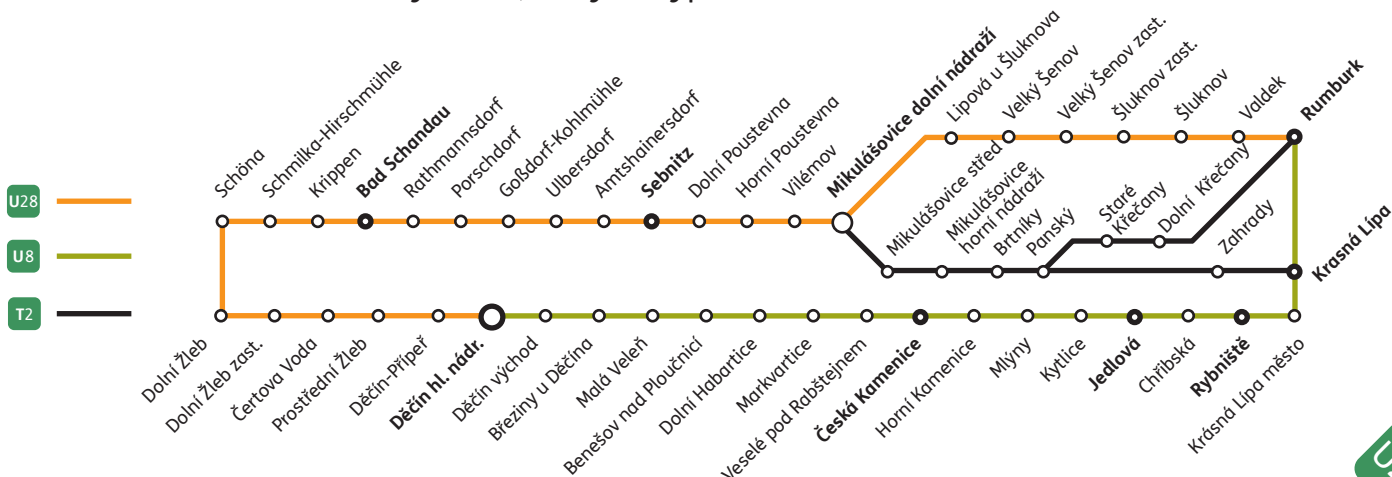 U28
U8
T2
Schöna
Schmilka-Hirschmühle
Krippen
Bad Schandau
Rathmannsdorf
Porschdorf
Goßdorf-Kohlmühle
Ulbersdorf
Amtshainersdorf
Sebnitz
Dolní Poustevna
Horní Poustevna
Vilémov
Mikulášovice dolní nádraží
Lipová u Šluknova
Velký Šenov
Velký Šenov zast.
Šluknov zast.
Šluknov
Valdek
Rumburk
Mikulášovice střed
Mikulášovice
horní nádraží
Brtníky
Panský
Staré
Křečany
Dolní Křečany
Zahrady
Krasná Lípa
Dolní Žleb
Dolní Žleb zast.
Čertova Voda
Prostřední Žleb
Děčín-Přípeř
Děčín hl. nádr.
Děčín východ
Březiny u Děčína
Malá Veleň
Benešov nad Ploučnicí
Dolní Habartice
Markvartice
Veselé pod Rabštejnem
Česká Kamenice
Horní Kamenice
Mlýny
Kytlice
Jedlová
Chřibská
Rybniště
Krásná Lípa město